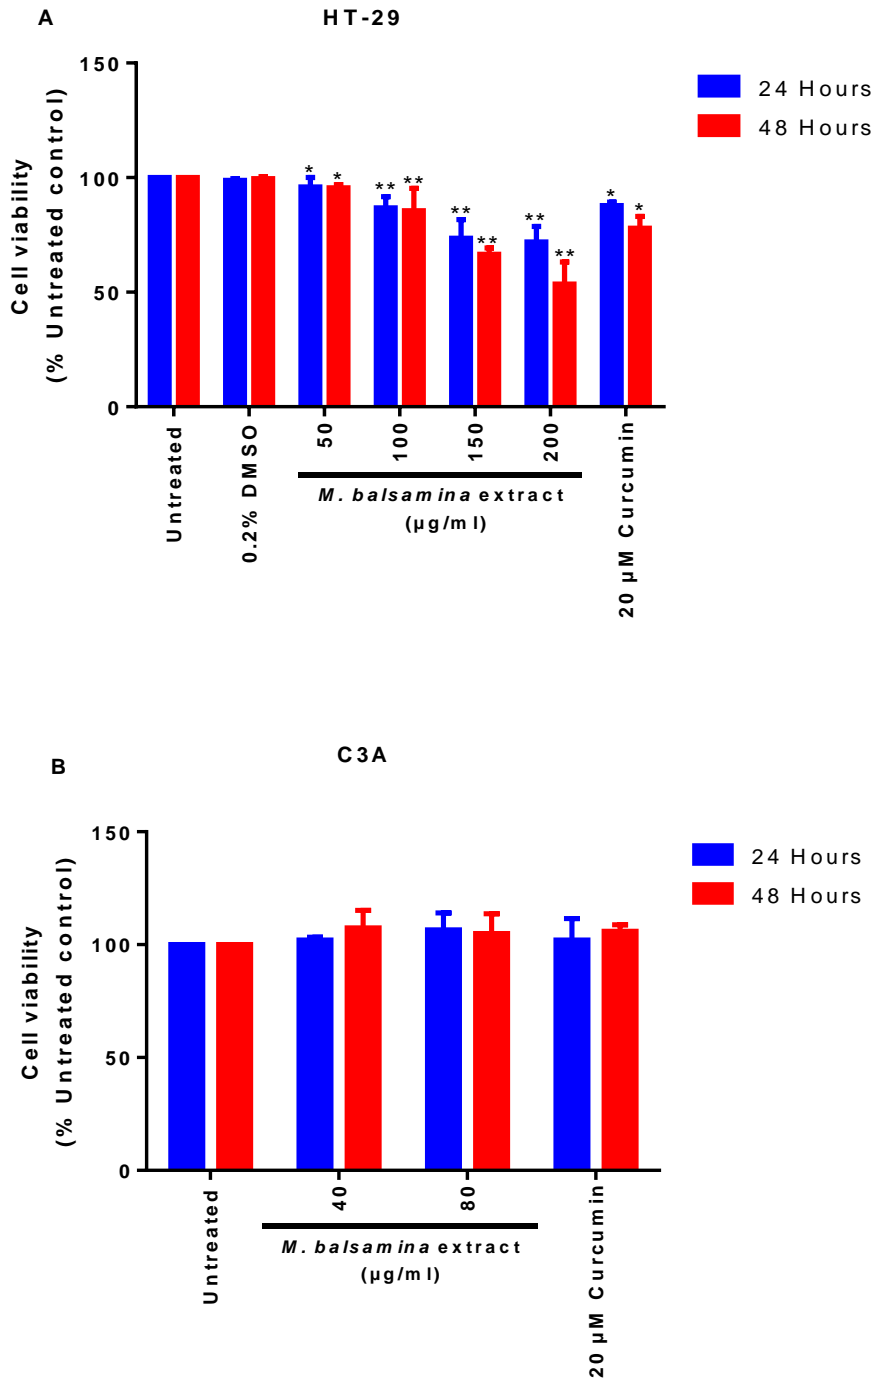 A
HT-29
150
100
50
0
Cell viability
(% Untreated control)
24 Hours
48 Hours
*
*
**
**
**
**
**
**
*
*
Untreated
0.2% DMSO
50
100
150
200
20 µM Curcumin
M. balsamina extract
(µg/ml)
B
C3A
150
100
50
0
Cell viability
(% Untreated control)
24 Hours
48 Hours
Untreated
40
80
20 µM Curcumin
M. balsamina extract
(µg/ml)